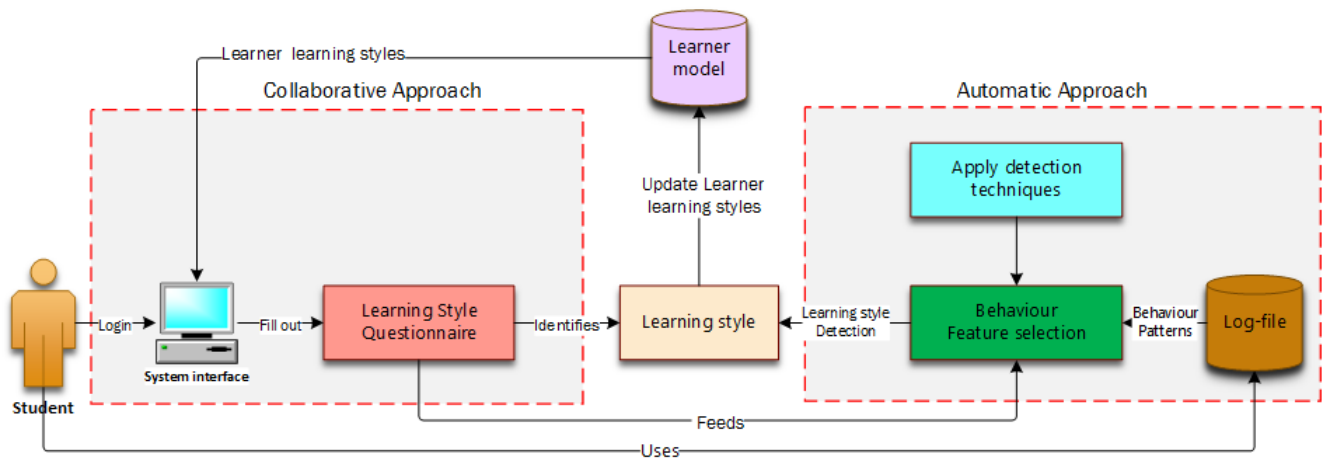 Learner learning styles
Learner
model
Collaborative Approach
Automatic Approach
Apply detection
techniques
Update Learner
learning styles
Login
Fill out
Learning Style
Questionnaire
Identifies
Learning style
Learning style
Detection
Behaviour
Feature selection
Behaviour
Patterns
Log-file
System interface
Student
Feeds
Uses